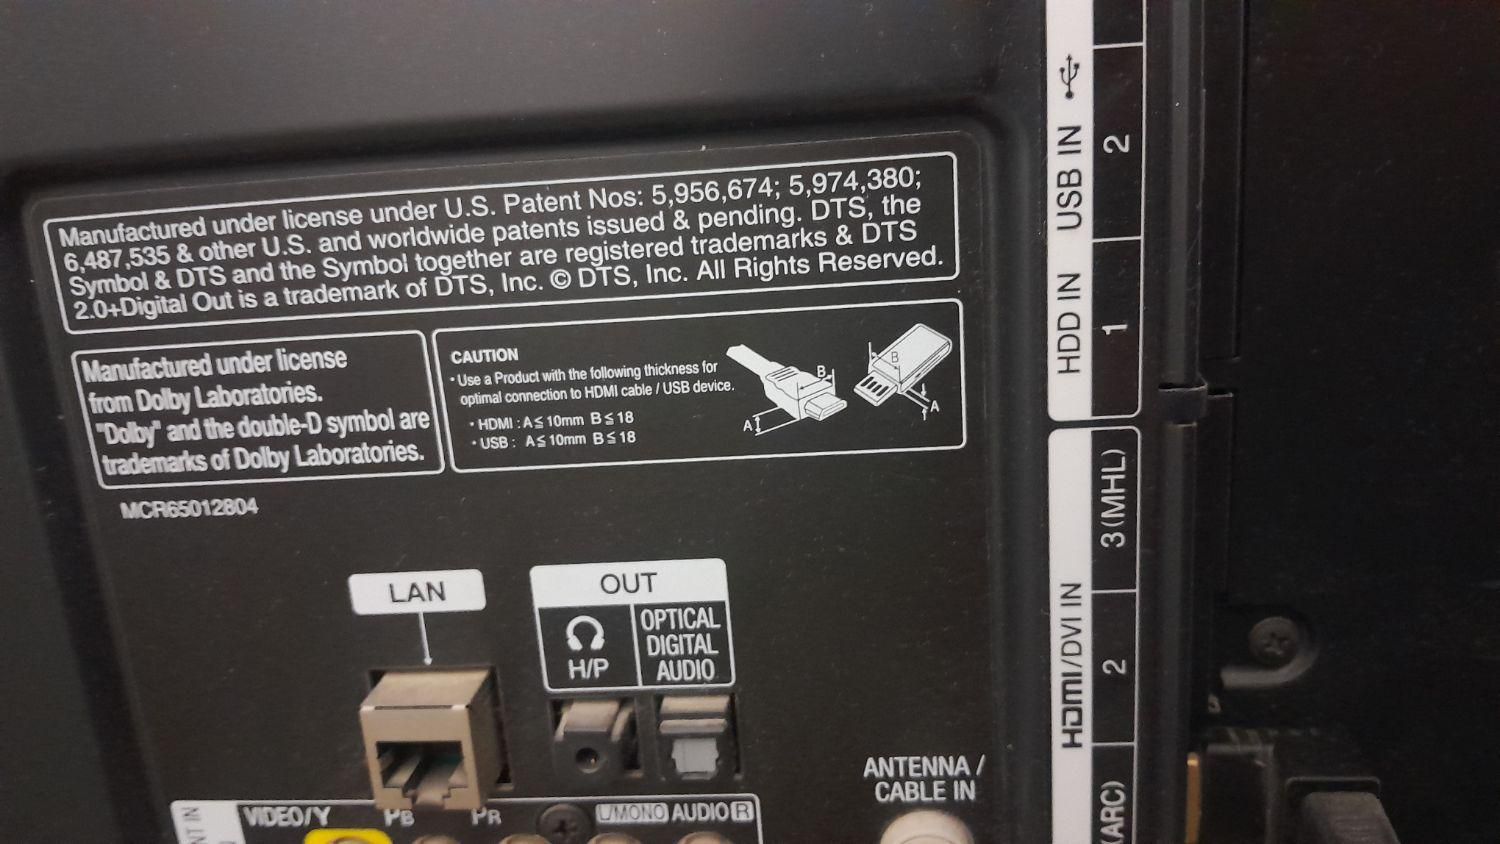 Manufactured under license under U.S. Patent Nos: 5,956,674; 5,974,380;
6,487,535 & other U.S. and worldwide patents issued & pending. DTS, the
Symbol & DTS and the Symbol together are registered trademarks & DTS
2.0+Digital Out is a trademark of DTS, Inc. © DTS, Inc. All Rights Reserved.
Manufactured under license
from Dolby Laboratories.
"Dolby" and the double-D symbol are
trademarks of Dolby Laboratories.
CAUTION
• Use a Product with the following thickness for
optimal connection to HDMI cable / USB device.
• HDMI : A ≦ 10mm B ≦ 18
• USB : A ≦ 10mm B ≦ 18
B
A
B
A
MCR65012804
LAN
OUT
H/P
OPTICAL
DIGITAL
AUDIO
ANTENNA /
CABLE IN
VIDEO/Y
PB
PR
L/MONO AUDIO R
USB IN
2
HDD IN
1
HDMI/DVI IN
3(MHL)
2
(ARC)